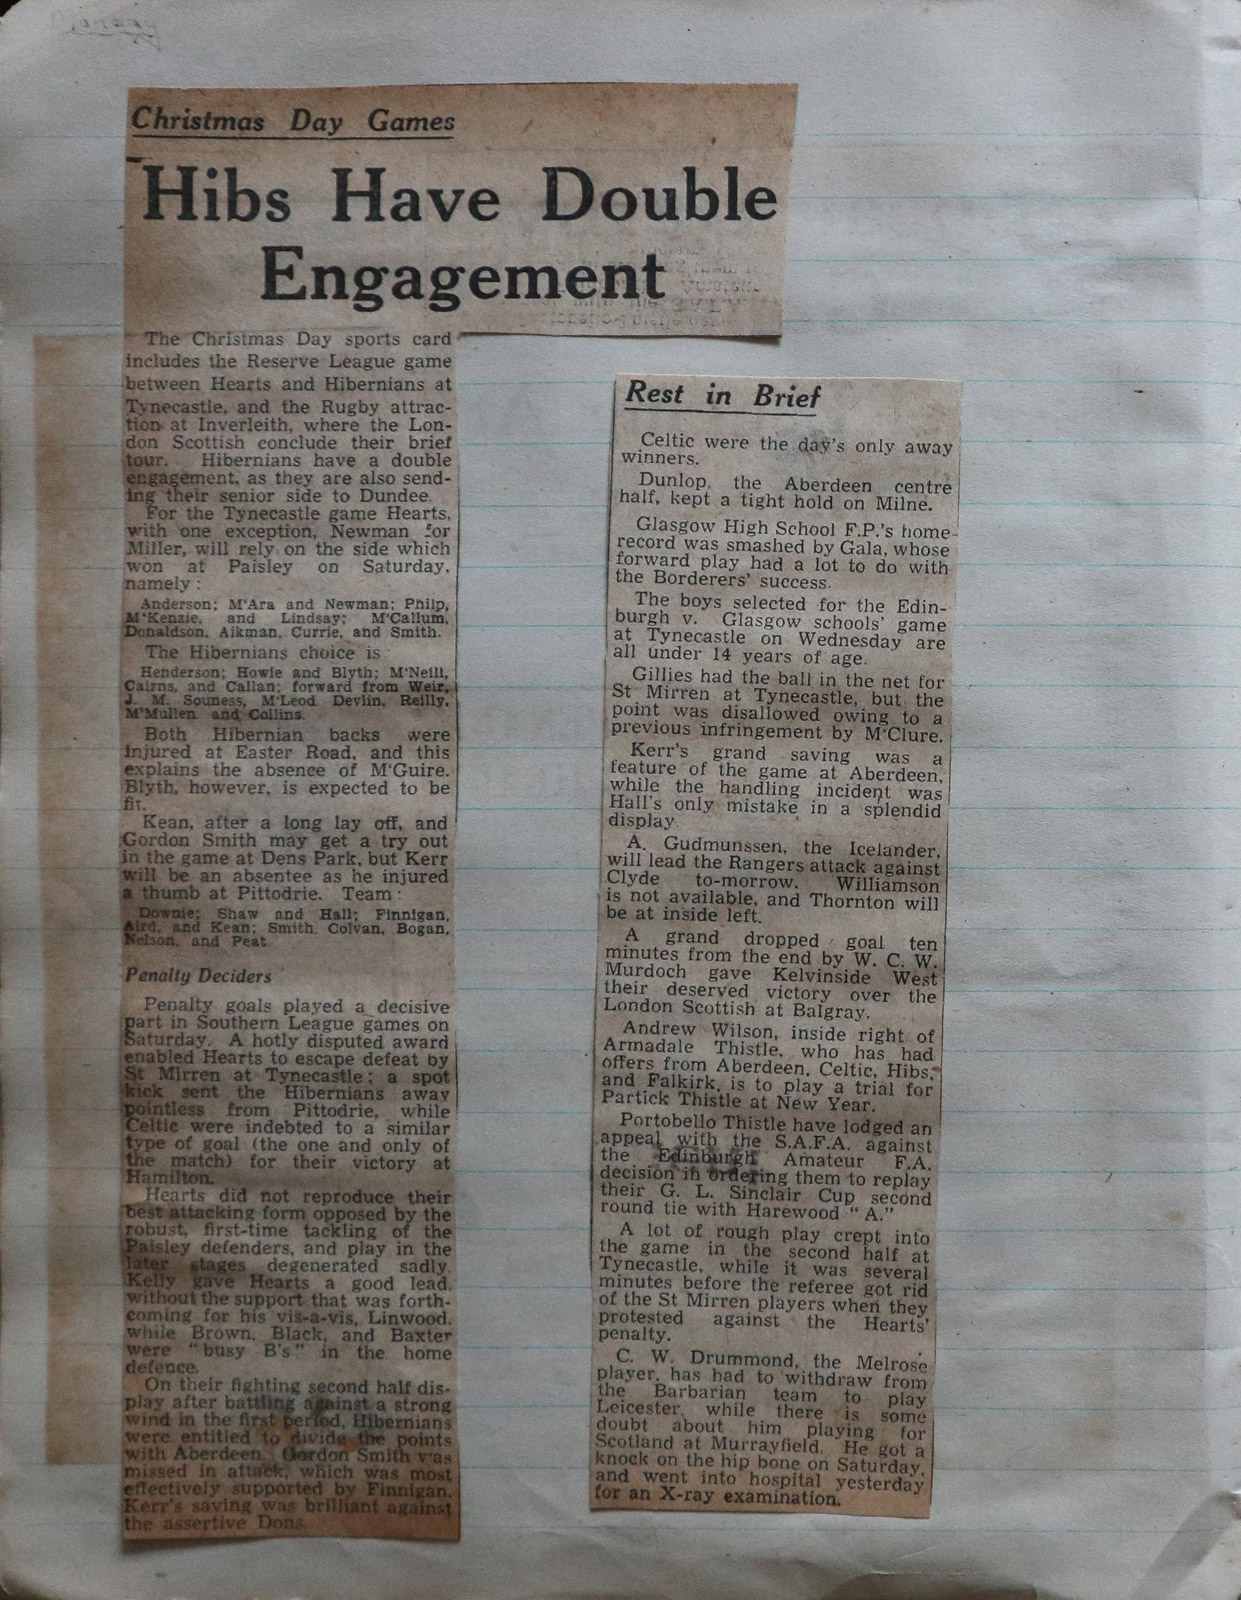 Christmas Day Games
Hibs Have Double
Engagement
The Christmas Day sports card
includes the Reserve League game
between Hearts and Hibernians at
Tynecastle, and the Rugby attrac-
tion at Inverleith, where the Lon-
don Scottish conclude their brief
tour. Hibernians have a double
engagement, as they are also send-
ing their senior side to Dundee.
For the Tynecastle game Hearts,
with one exception, Newman for
Miller, will rely on the side which
won at Paisley on Saturday,
namely:
Anderson; M'Ara and Newman; Philp,
M'Kenzie, and Lindsay; M'Callum,
Donaldson, Aikman, Currie, and Smith.
The Hibernians choice is
Henderson; Howie and Blyth; M'Neill,
Cairns, and Callan; forward from Weir,
J. M. Souness, M'Leod, Devlin, Reilly,
M'Mullen and Collins.
Both Hibernian backs were
injured at Easter Road, and this
explains the absence of M'Guire.
Blyth, however, is expected to be
fit.
Kean, after a long lay off, and
Gordon Smith may get a try out
in the game at Dens Park, but Kerr
will be an absentee as he injured
a thumb at Pittodrie. Team:
Downie; Shaw and Hall; Finnigan,
Aird, and Kean; Smith, Colvan, Bogan,
Nelson, and Peat
Penalty Deciders
Penalty goals played a decisive
part in Southern League games on
Saturday. A hotly disputed award
enabled Hearts to escape defeat by
St Mirren at Tynecastle; a spot
kick sent the Hibernians away
pointless from Pittodrie, while
Celtic were indebted to a similar
type of goal (the one and only of
the match) for their victory at
Hamilton.
Hearts did not reproduce their
best attacking form opposed by the
robust, first-time tackling of the
Paisley defenders, and play in the
later stages degenerated sadly.
Kelly gave Hearts a good lead,
without the support that was forth-
coming for his vis-a-vis, Linwood,
while Brown, Black, and Baxter
were "busy B's" in the home
defence.
On their fighting second half dis-
play after battling against a strong
wind in the first period, Hibernians
were entitled to divide the points
with Aberdeen. Gordon Smith was
missed in attack, which was most
effectively supported by Finnigan.
Kerr's saving was brilliant against
the assertive Dons.
Rest in Brief
Celtic were the day's only away
winners.
Dunlop, the Aberdeen centre
half, kept a tight hold on Milne.
Glasgow High School F.P.'s home
record was smashed by Gala, whose
forward play had a lot to do with
the Borderers' success.
The boys selected for the Edin-
burgh v. Glasgow schools' game
at Tynecastle on Wednesday are
all under 14 years of age.
Gillies had the ball in the net for
St Mirren at Tynecastle, but the
point was disallowed owing to a
previous infringement by M'Clure.
Kerr's grand saving was a
feature of the game at Aberdeen,
while the handling incident was
Hall's only mistake in a splendid
display.
A. Gudmunssen, the Icelander,
will lead the Rangers attack against
Clyde to-morrow. Williamson
is not available, and Thornton will
be at inside left.
A grand dropped goal ten
minutes from the end by W. C. W.
Murdoch gave Kelvinside West
their deserved victory over the
London Scottish at Balgray.
Andrew Wilson, inside right of
Armadale Thistle, who has had
offers from Aberdeen, Celtic, Hibs,
and Falkirk, is to play a trial for
Partick Thistle at New Year.
Portobello Thistle have lodged an
appeal with the S.A.F.A. against
the Edinburgh Amateur F.A.
decision in ordering them to replay
their G. L. Sinclair Cup second
round tie with Harewood "A."
A lot of rough play crept into
the game in the second half at
Tynecastle, while it was several
minutes before the referee got rid
of the St Mirren players when they
protested against the Hearts'
penalty.
C. W. Drummond, the Melrose
player, has had to withdraw from
the Barbarian team to play
Leicester, while there is some
doubt about him playing for
Scotland at Murrayfield. He got a
knock on the hip bone on Saturday,
and went into hospital yesterday
for an X-ray examination.